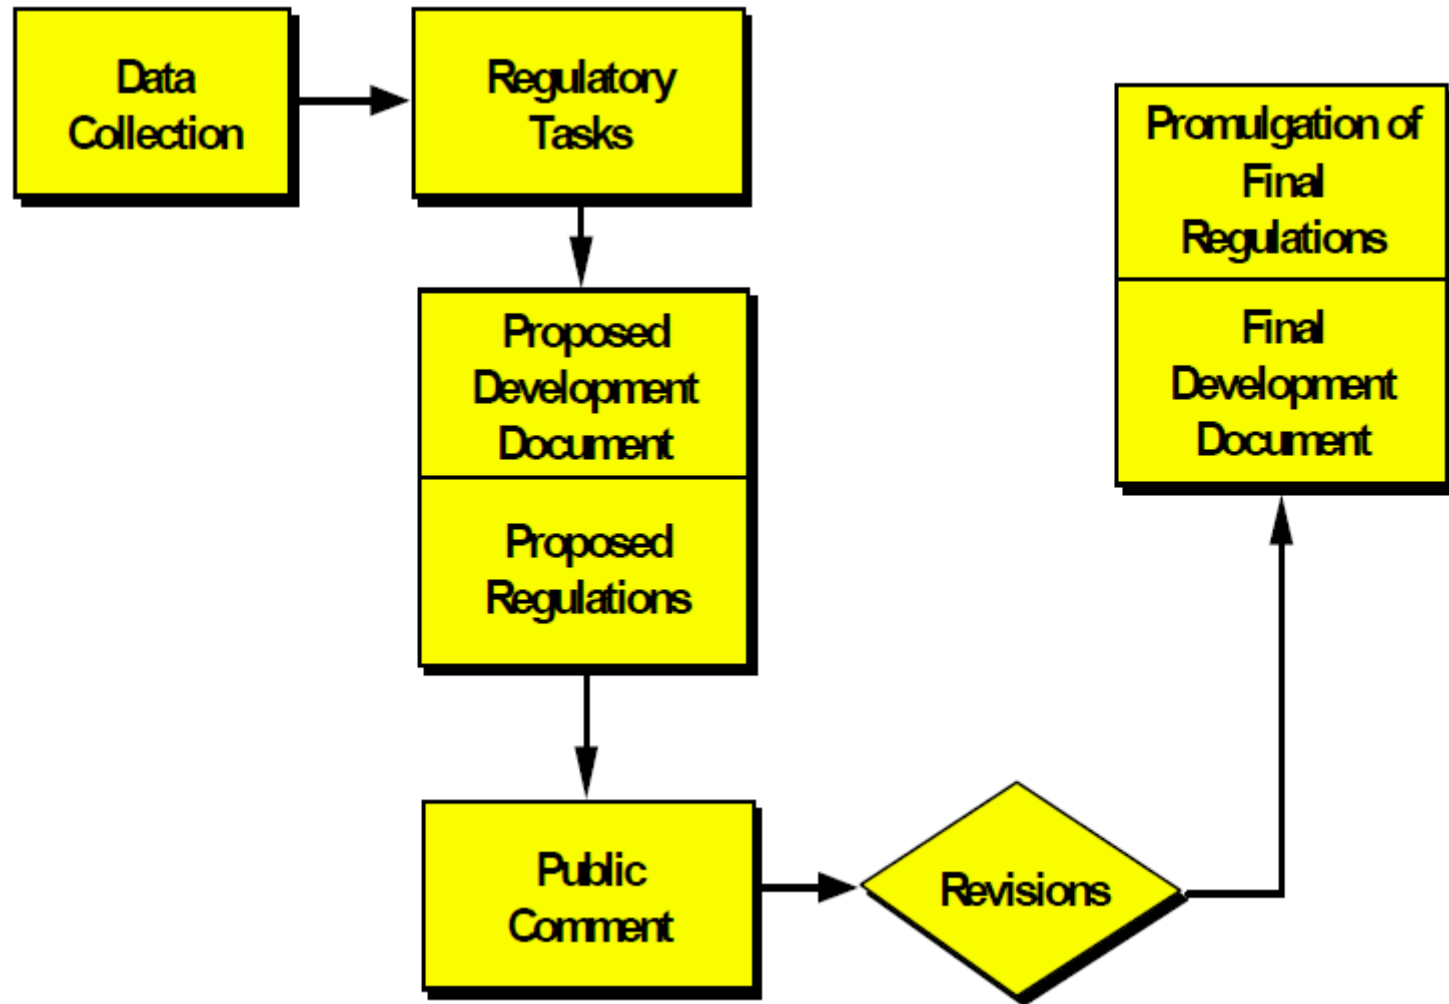 Data
Collection
Regulatory
Tasks
Proposed
Development
Document
Proposed
Regulations
Public
Comment
Revisions
Promulgation of
Final
Regulations
Final
Development
Document